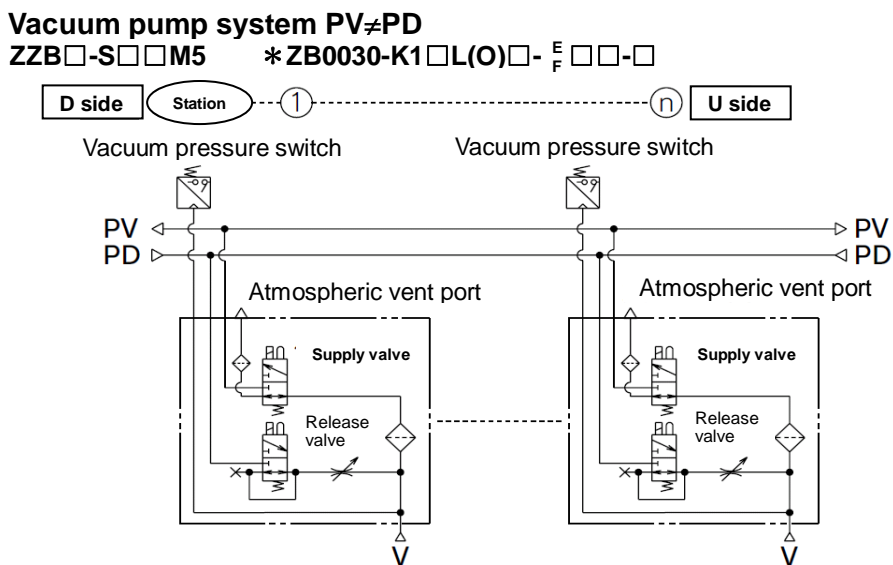 Vacuum pump system PV≠PD
ZZB□-S□□M5 *ZB0030-K1□L(O)□- E F □□-□
D side Station 1 n U side
Vacuum pressure switch Vacuum pressure switch
PV PV
PD PD
Atmospheric vent port Atmospheric vent port
Supply valve Supply valve
Release Release
valve valve
V V